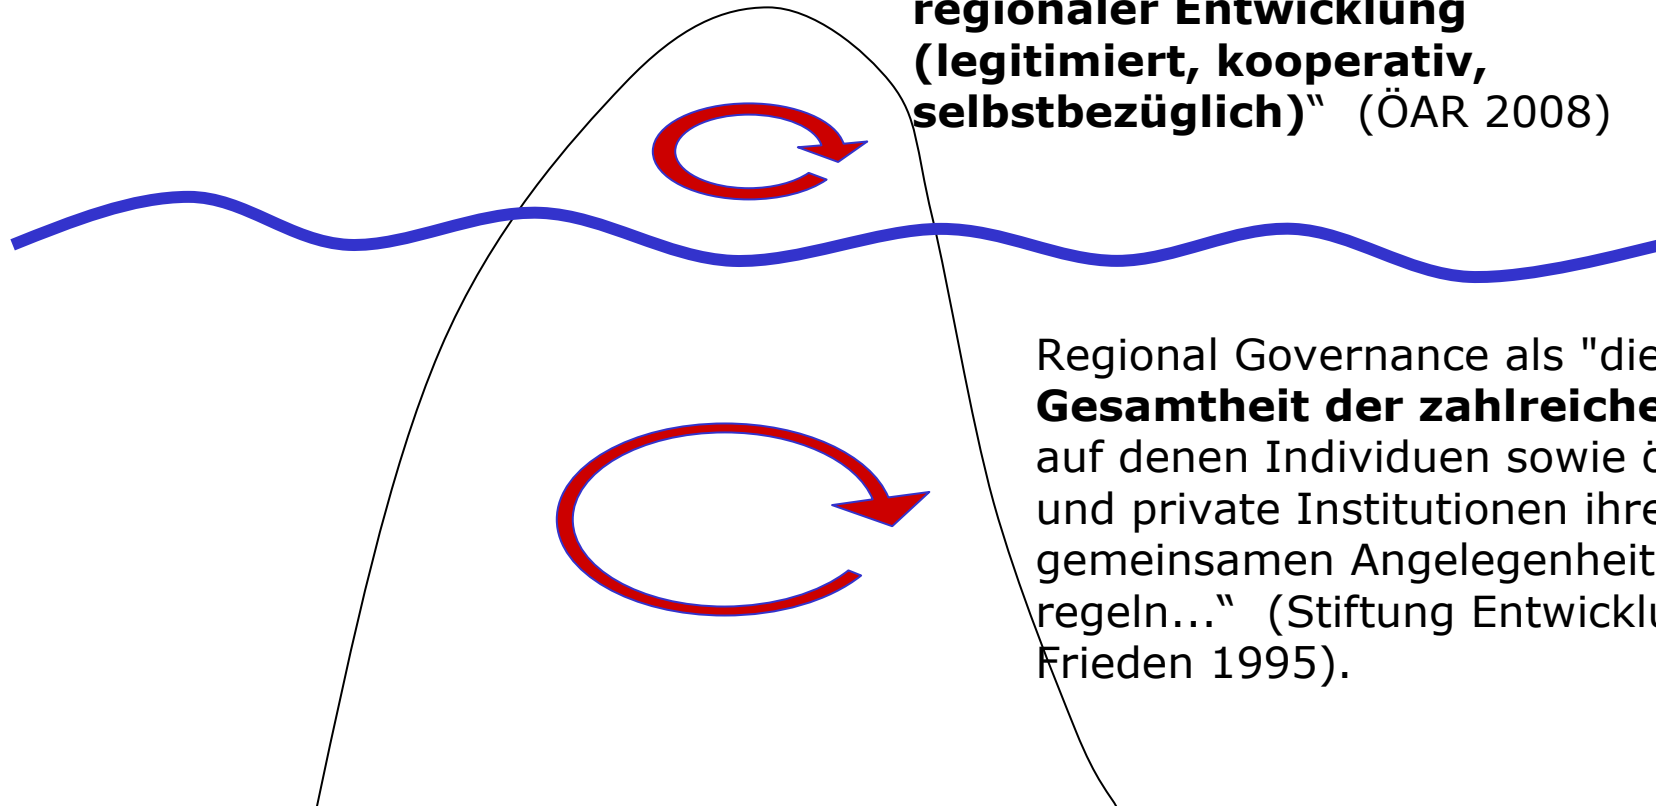 regionaler Entwicklung
(legitimiert, kooperativ,
selbstbezüglich)“ (ÖAR 2008)
Regional Governance als "die
Gesamtheit der zahlreiche
auf denen Individuen sowie ö
und private Institutionen ihre
gemeinsamen Angelegenheit
regeln…“ (Stiftung Entwicklu
Frieden 1995).